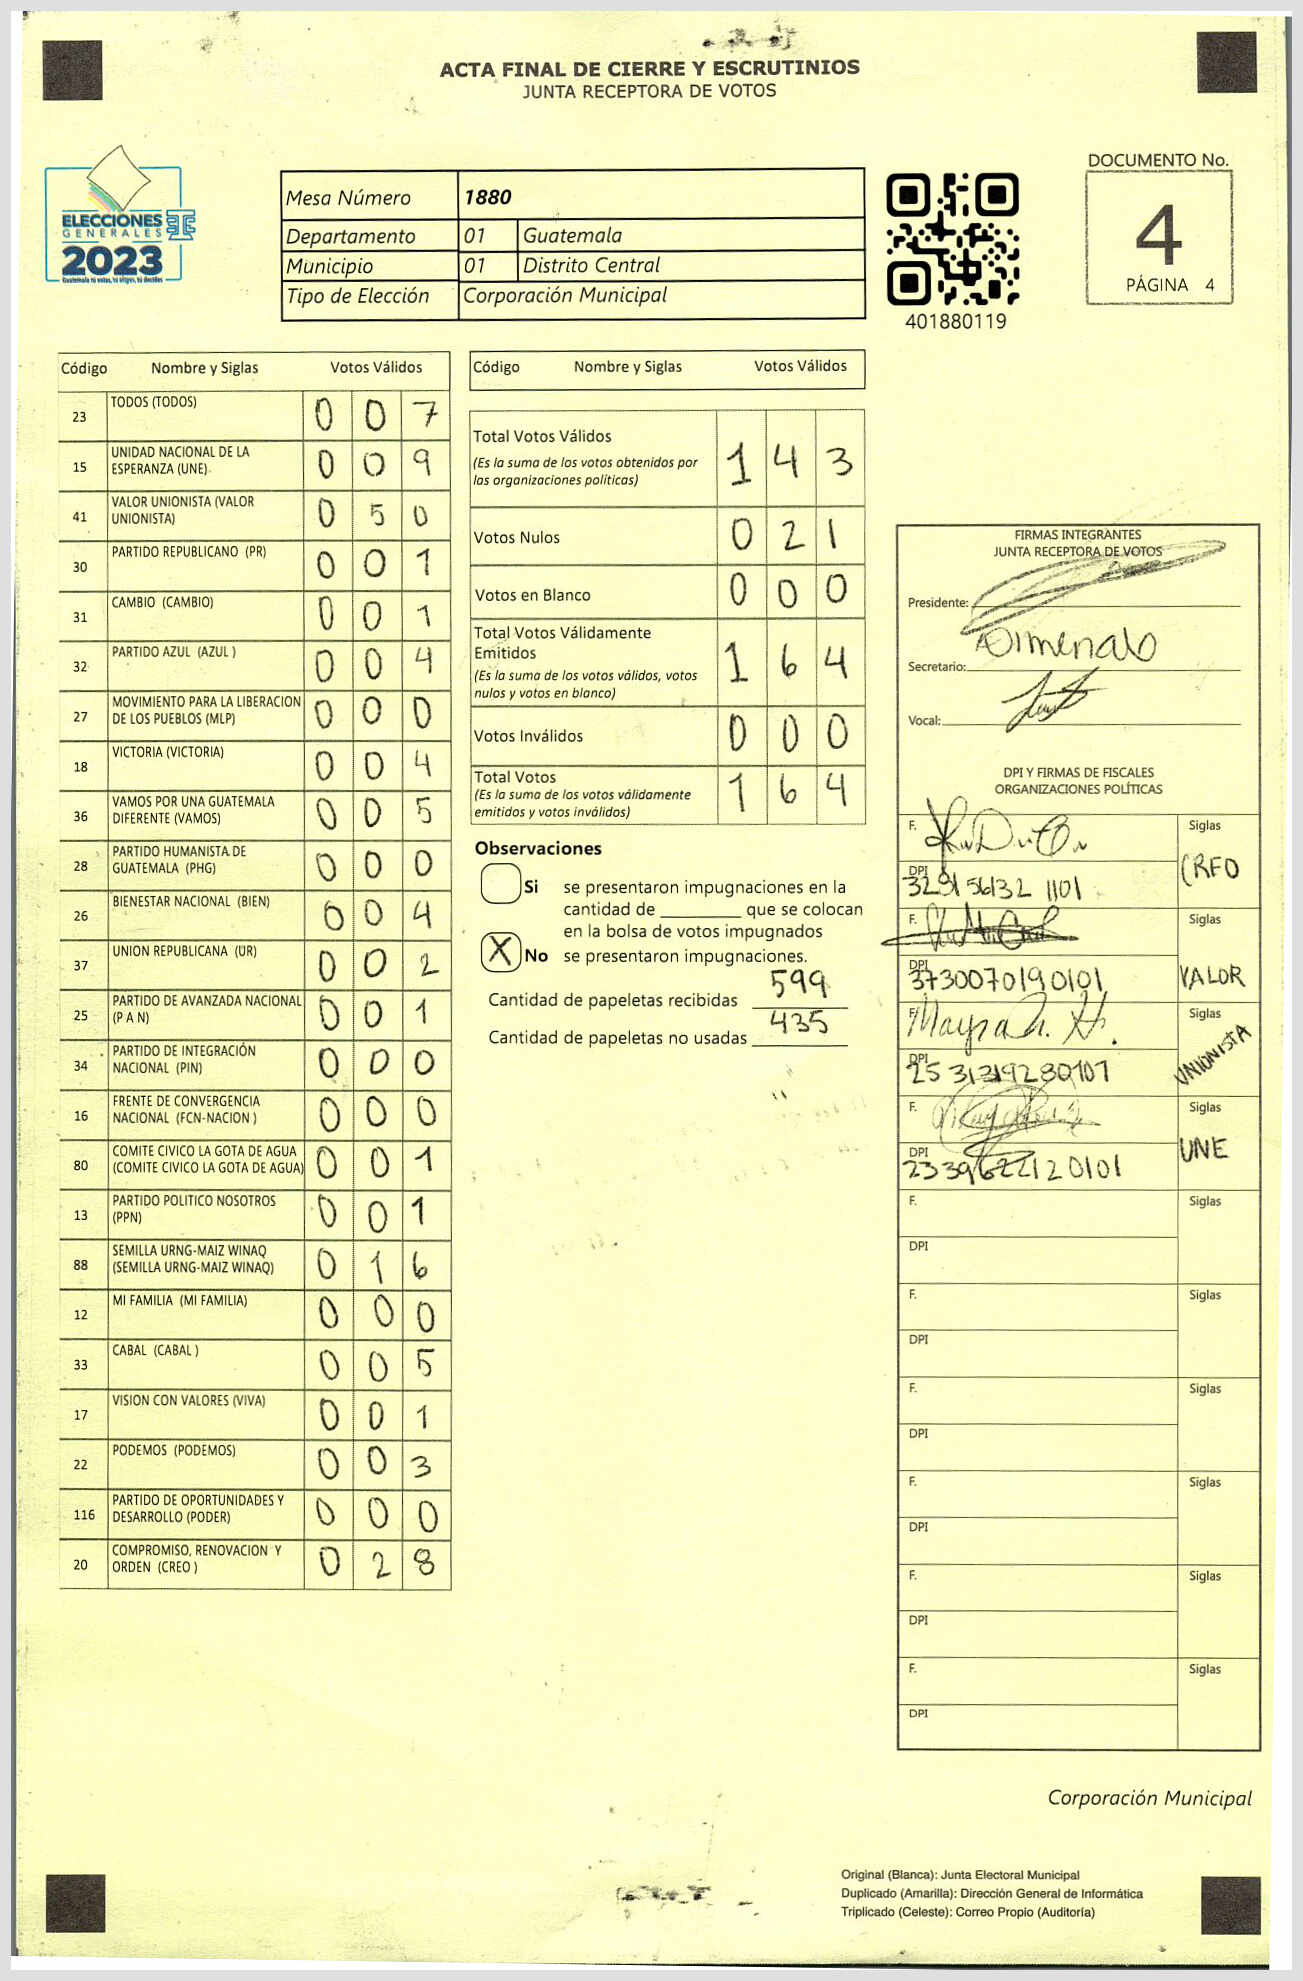 ACTA FINAL DE CIERRE Y ESCRUTINIOS
JUNTA RECEPTORA DE VOTOS
ELECCIONES
GENERALES
2023
Mesa Número 1880
Departamento 01 Guatemala
Municipio 01 Distrito Central
Tipo de Elección Corporación Municipal
401880119
DOCUMENTO No.
4
PÁGINA 4
Código Nombre y Siglas Votos Válidos
23 TODOS (TODOS) 0 0 7
15 UNIDAD NACIONAL DE LA
ESPERANZA (UNE) 0 0 9
41 VALOR UNIONISTA (VALOR
UNIONISTA) 0 5 0
30 PARTIDO REPUBLICANO (PR) 0 0 1
31 CAMBIO (CAMBIO) 0 0 1
32 PARTIDO AZUL (AZUL ) 0 0 4
27 MOVIMIENTO PARA LA LIBERACION
DE LOS PUEBLOS (MLP) 0 0 0
18 VICTORIA (VICTORIA) 0 0 4
36 VAMOS POR UNA GUATEMALA
DIFERENTE (VAMOS) 0 0 5
28 PARTIDO HUMANISTA DE
GUATEMALA (PHG) 0 0 0
26 BIENESTAR NACIONAL (BIEN) 0 0 4
37 UNION REPUBLICANA (UR) 0 0 2
25 PARTIDO DE AVANZADA NACIONAL
(P A N) 0 0 1
34 PARTIDO DE INTEGRACIÓN
NACIONAL (PIN) 0 0 0
16 FRENTE DE CONVERGENCIA
NACIONAL (FCN-NACION ) 0 0 0
80 COMITE CIVICO LA GOTA DE AGUA
(COMITE CIVICO LA GOTA DE AGUA) 0 0 1
13 PARTIDO POLITICO NOSOTROS
(PPN) 0 0 1
88 SEMILLA URNG-MAIZ WINAQ
(SEMILLA URNG-MAIZ WINAQ) 0 1 6
12 MI FAMILIA (MI FAMILIA) 0 0 0
33 CABAL (CABAL ) 0 0 5
17 VISION CON VALORES (VIVA) 0 0 1
22 PODEMOS (PODEMOS) 0 0 3
116 PARTIDO DE OPORTUNIDADES Y
DESARROLLO (PODER) 0 0 0
20 COMPROMISO, RENOVACION Y
ORDEN (CREO ) 0 2 8
Código Nombre y Siglas Votos Válidos
Total Votos Válidos
(Es la suma de los votos obtenidos por
las organizaciones políticas) 1 4 3
Votos Nulos 0 2 1
Votos en Blanco 0 0 0
Total Votos Válidamente
Emitidos
(Es la suma de los votos válidos, votos
nulos y votos en blanco) 1 6 4
Votos Inválidos 0 0 0
Total Votos
(Es la suma de los votos válidamente
emitidos y votos inválidos) 1 6 4
Observaciones
Si se presentaron impugnaciones en la
cantidad de ________ que se colocan
en la bolsa de votos impugnados
X No se presentaron impugnaciones.
Cantidad de papeletas recibidas 599
Cantidad de papeletas no usadas 435
FIRMAS INTEGRANTES
JUNTA RECEPTORA DE VOTOS
Presidente:
Secretario:
Vocal:
DPI Y FIRMAS DE FISCALES
ORGANIZACIONES POLÍTICAS
F. Siglas
DPI
F. Siglas
DPI 3730070190101 VALOR
F. Siglas
DPI UNIONISTA
F. Siglas
DPI UNE
F. Siglas
DPI
F. Siglas
DPI
F. Siglas
DPI
F. Siglas
DPI
F. Siglas
DPI
F. Siglas
DPI
Corporación Municipal
Original (Blanca): Junta Electoral Municipal
Duplicado (Amarilla): Dirección General de Informática
Triplicado (Celeste): Correo Propio (Auditoría)